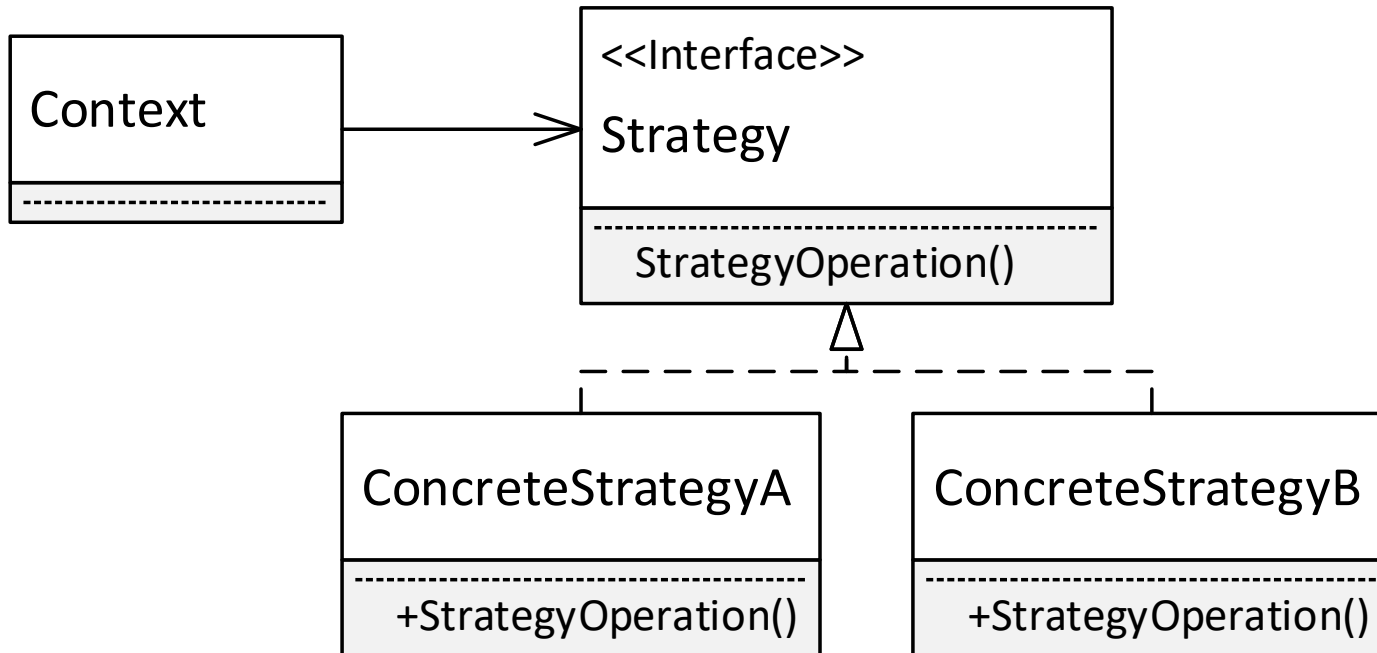 Context
<<Interface>>
Strategy
StrategyOperation()
ConcreteStrategyA
+StrategyOperation()
ConcreteStrategyB
+StrategyOperation()